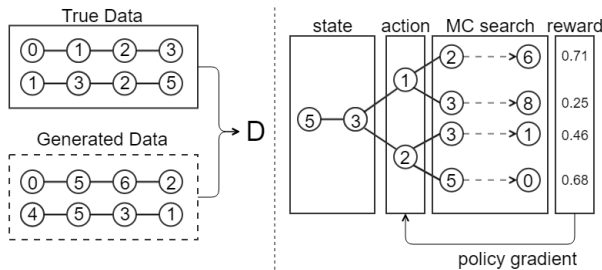 True Data
0 1 2 3
1 3 2 5
Generated Data
0 5 6 2
4 5 3 1
D
state action MC search reward
2 6 0.71
1
3 8 0.25
5 3
3 1 0.46
2
5 0 0.68
policy gradient